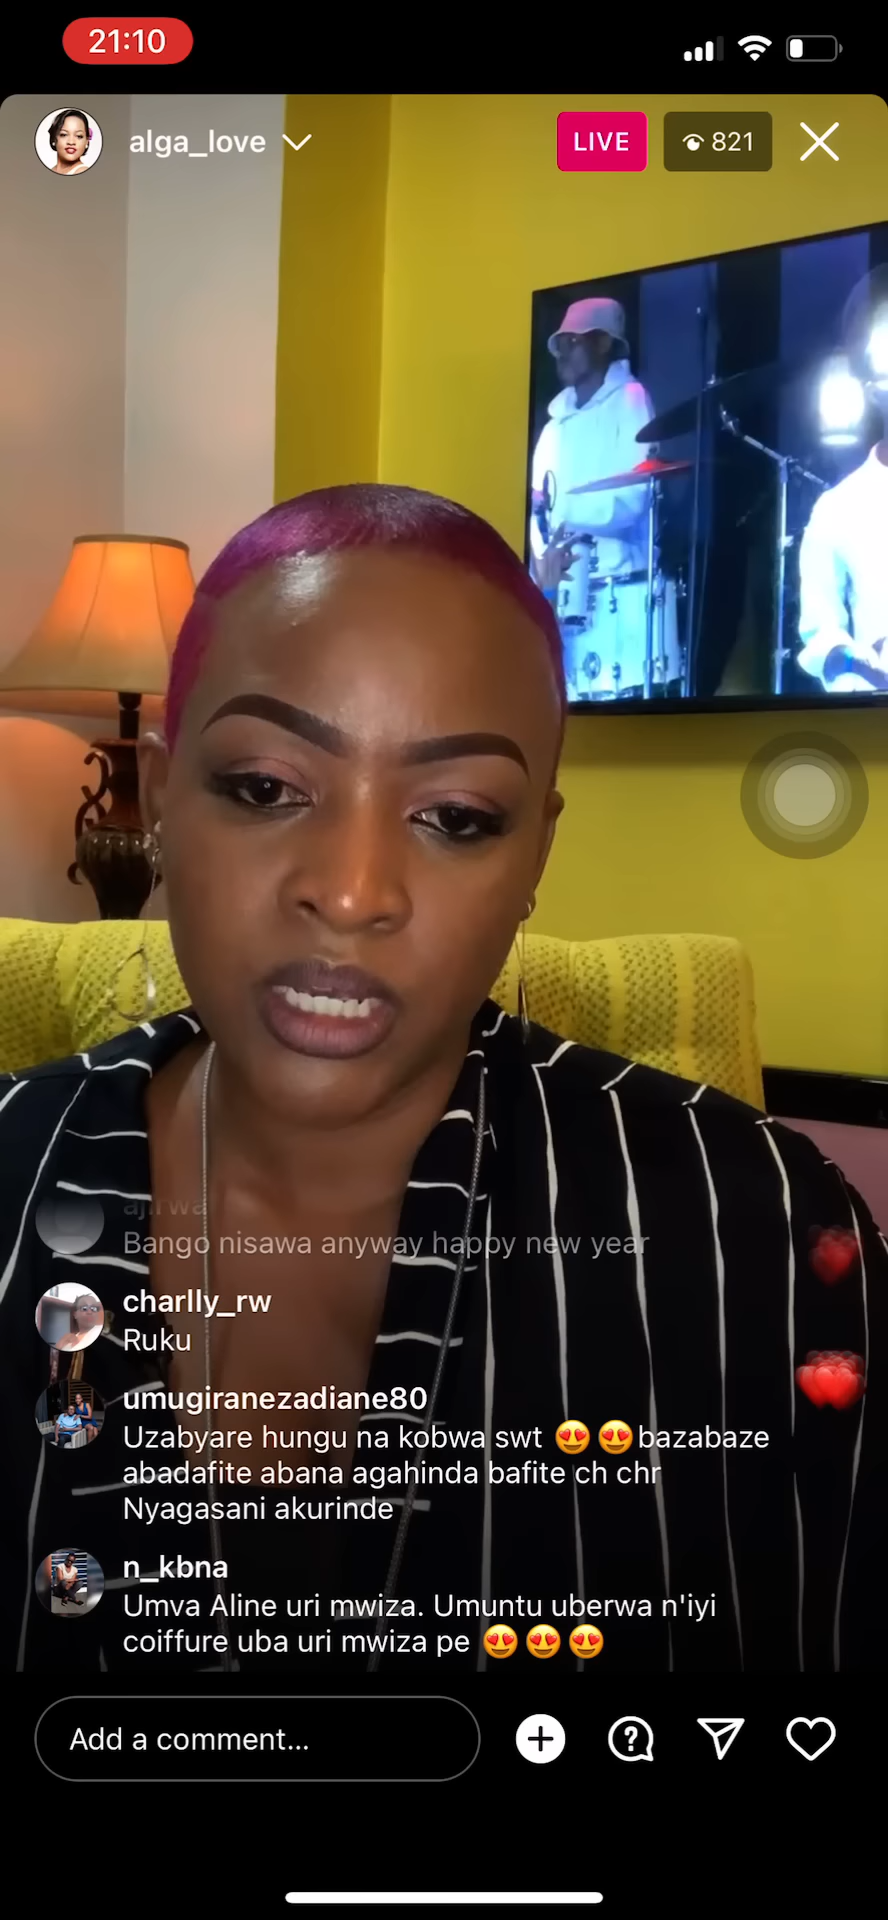 21:10
alga_love
LIVE
821
ajirwa
Bango nisawa anyway happy new year
charlly_rw
Ruku
umugiranezadiane80
Uzabyare hungu na kobwa swt 😍😍bazabaze
abadafite abana agahinda bafite ch chr
Nyagasani akurinde
n_kbna
Umva Aline uri mwiza. Umuntu uberwa n'iyi
coiffure uba uri mwiza pe 😍😍😍
Add a comment...